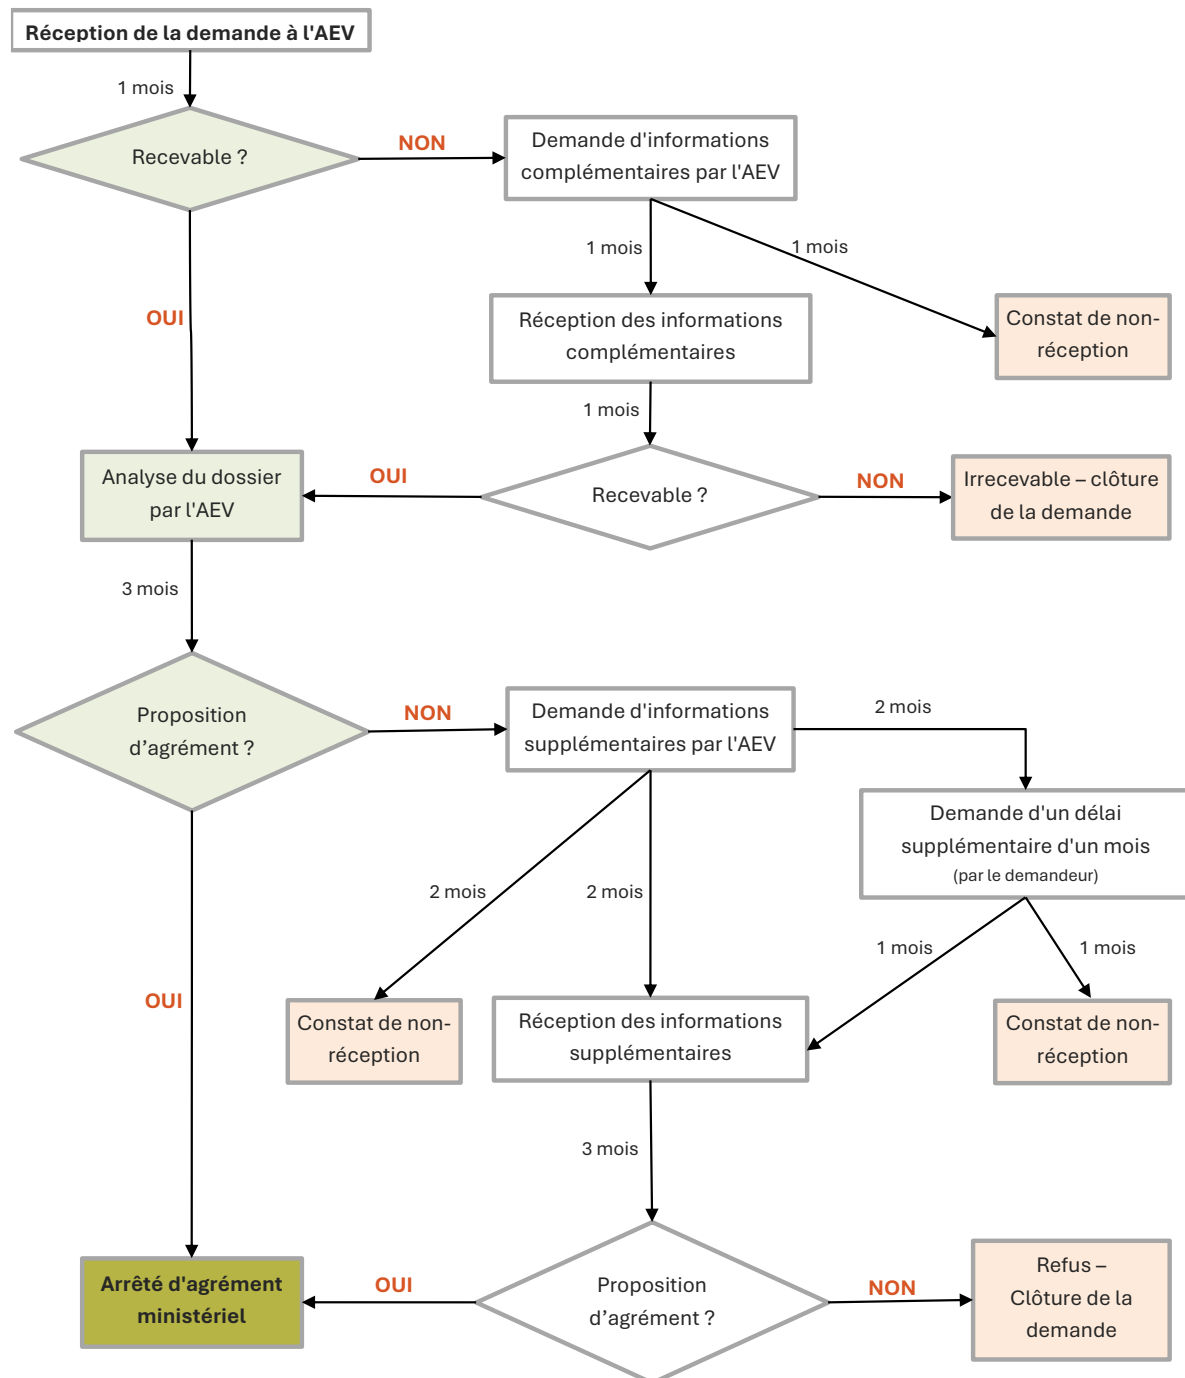 Réception de la demande à l'AEV
1 mois
Recevable ?
NON
Demande d'informations
complémentaires par l'AEV
1 mois
1 mois
OUI
Réception des informations
complémentaires
Constat de non-
réception
1 mois
Analyse du dossier
par l'AEV
OUI
Recevable ?
NON
Irrecevable – clôture
de la demande
3 mois
Proposition
d’agrément ?
NON
Demande d'informations
supplémentaires par l'AEV
2 mois
Demande d'un délai
supplémentaire d'un mois
(par le demandeur)
2 mois
2 mois
1 mois
1 mois
OUI
Constat de non-
réception
Réception des informations
supplémentaires
Constat de non-
réception
3 mois
Arrêté d'agrément
ministériel
OUI
Proposition
d’agrément ?
NON
Refus –
Clôture de la
demande